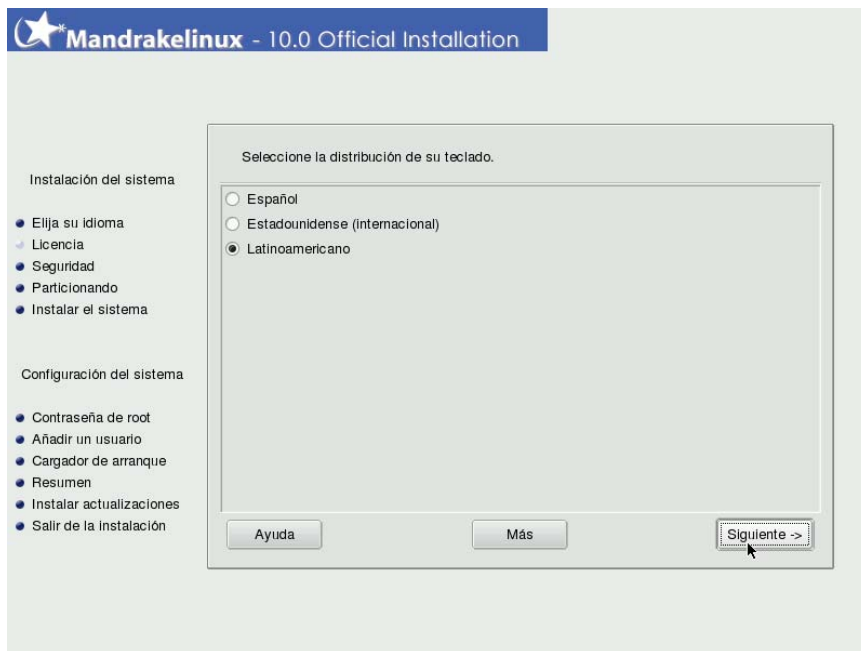 Mandrakelinux - 10.0 Official Installation
Seleccione la distribución de su teclado.
Español
Estadounidense (internacional)
Latinoamericano
Ayuda
Más
Siguiente ->
Instalación del sistema
Elija su idioma
Licencia
Seguridad
Particionando
Instalar el sistema
Configuración del sistema
Contraseña de root
Añadir un usuario
Cargador de arranque
Resumen
Instalar actualizaciones
Salir de la instalación